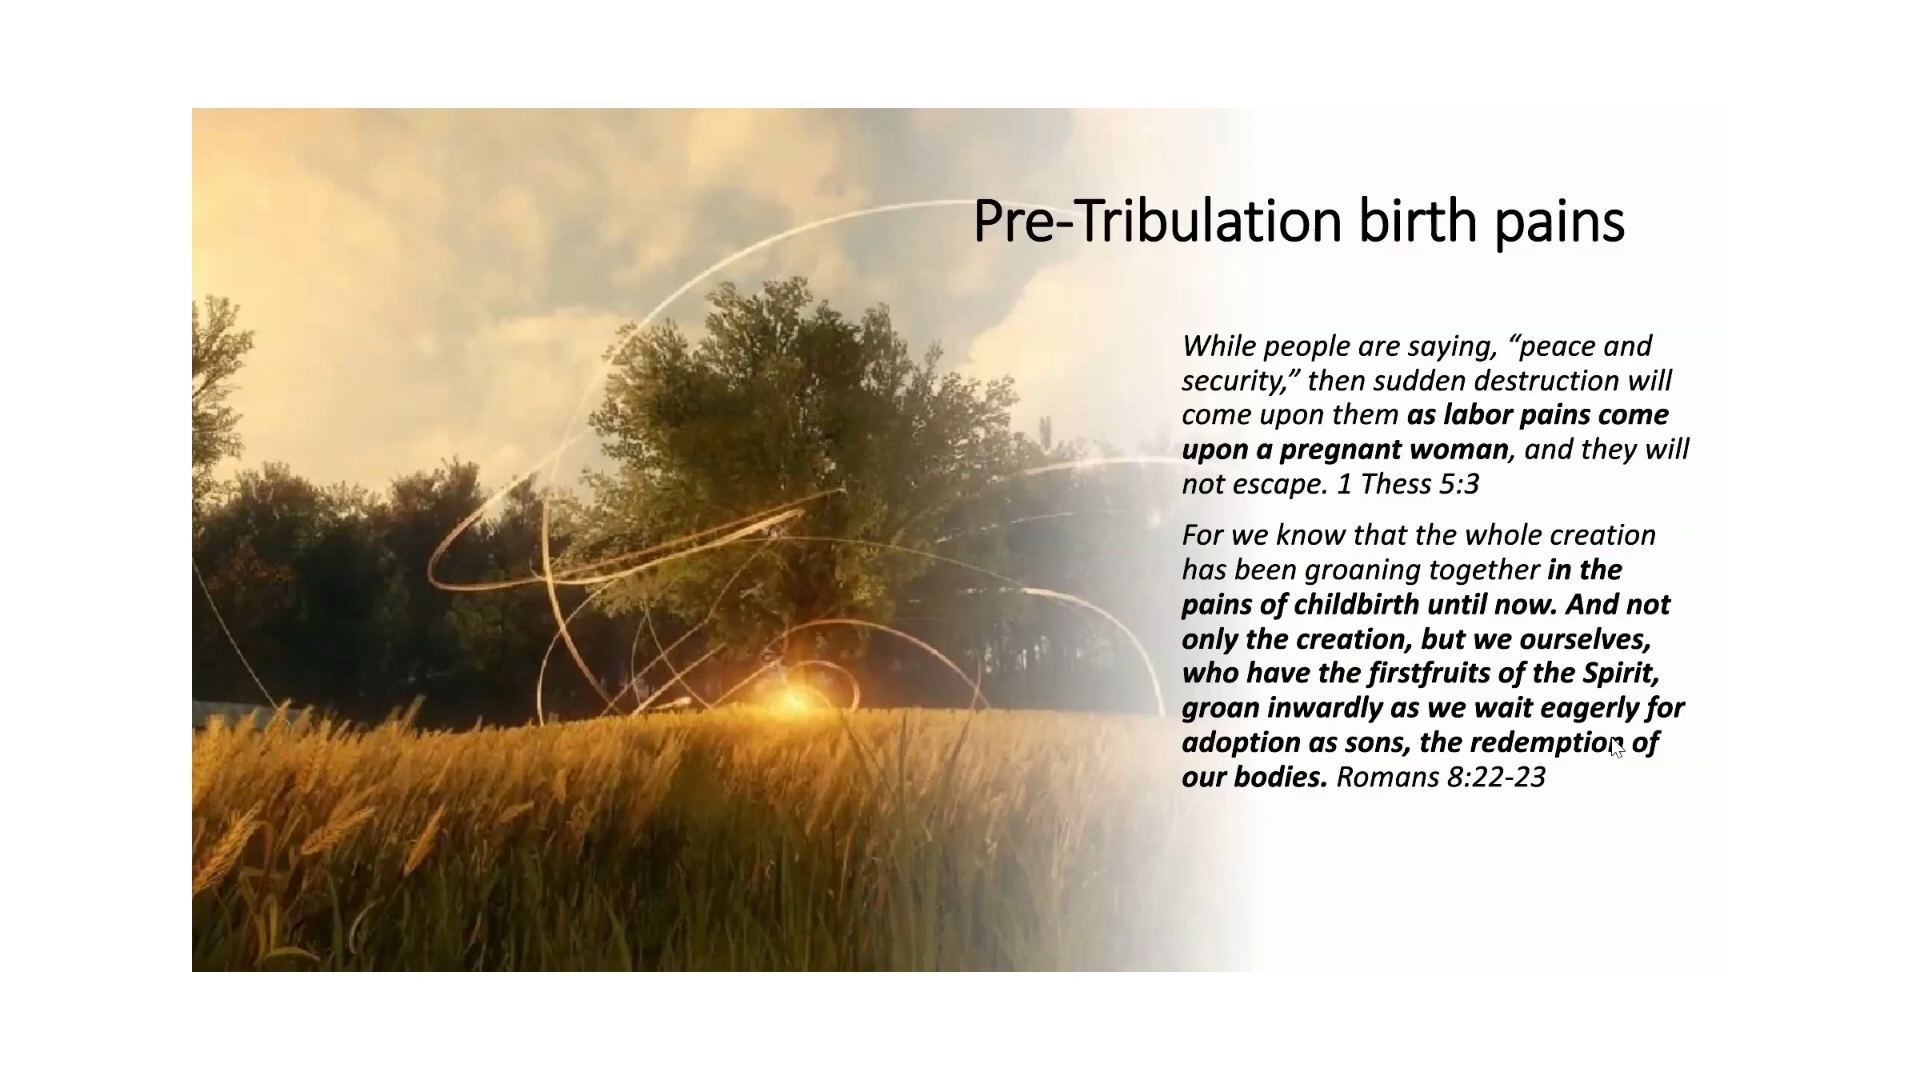 Pre-Tribulation birth pains
While people are saying, “peace and
security,” then sudden destruction will
come upon them as labor pains come
upon a pregnant woman, and they will
not escape. 1 Thess 5:3
For we know that the whole creation
has been groaning together in the
pains of childbirth until now. And not
only the creation, but we ourselves,
who have the firstfruits of the Spirit,
groan inwardly as we wait eagerly for
adoption as sons, the redemption of
our bodies. Romans 8:22-23